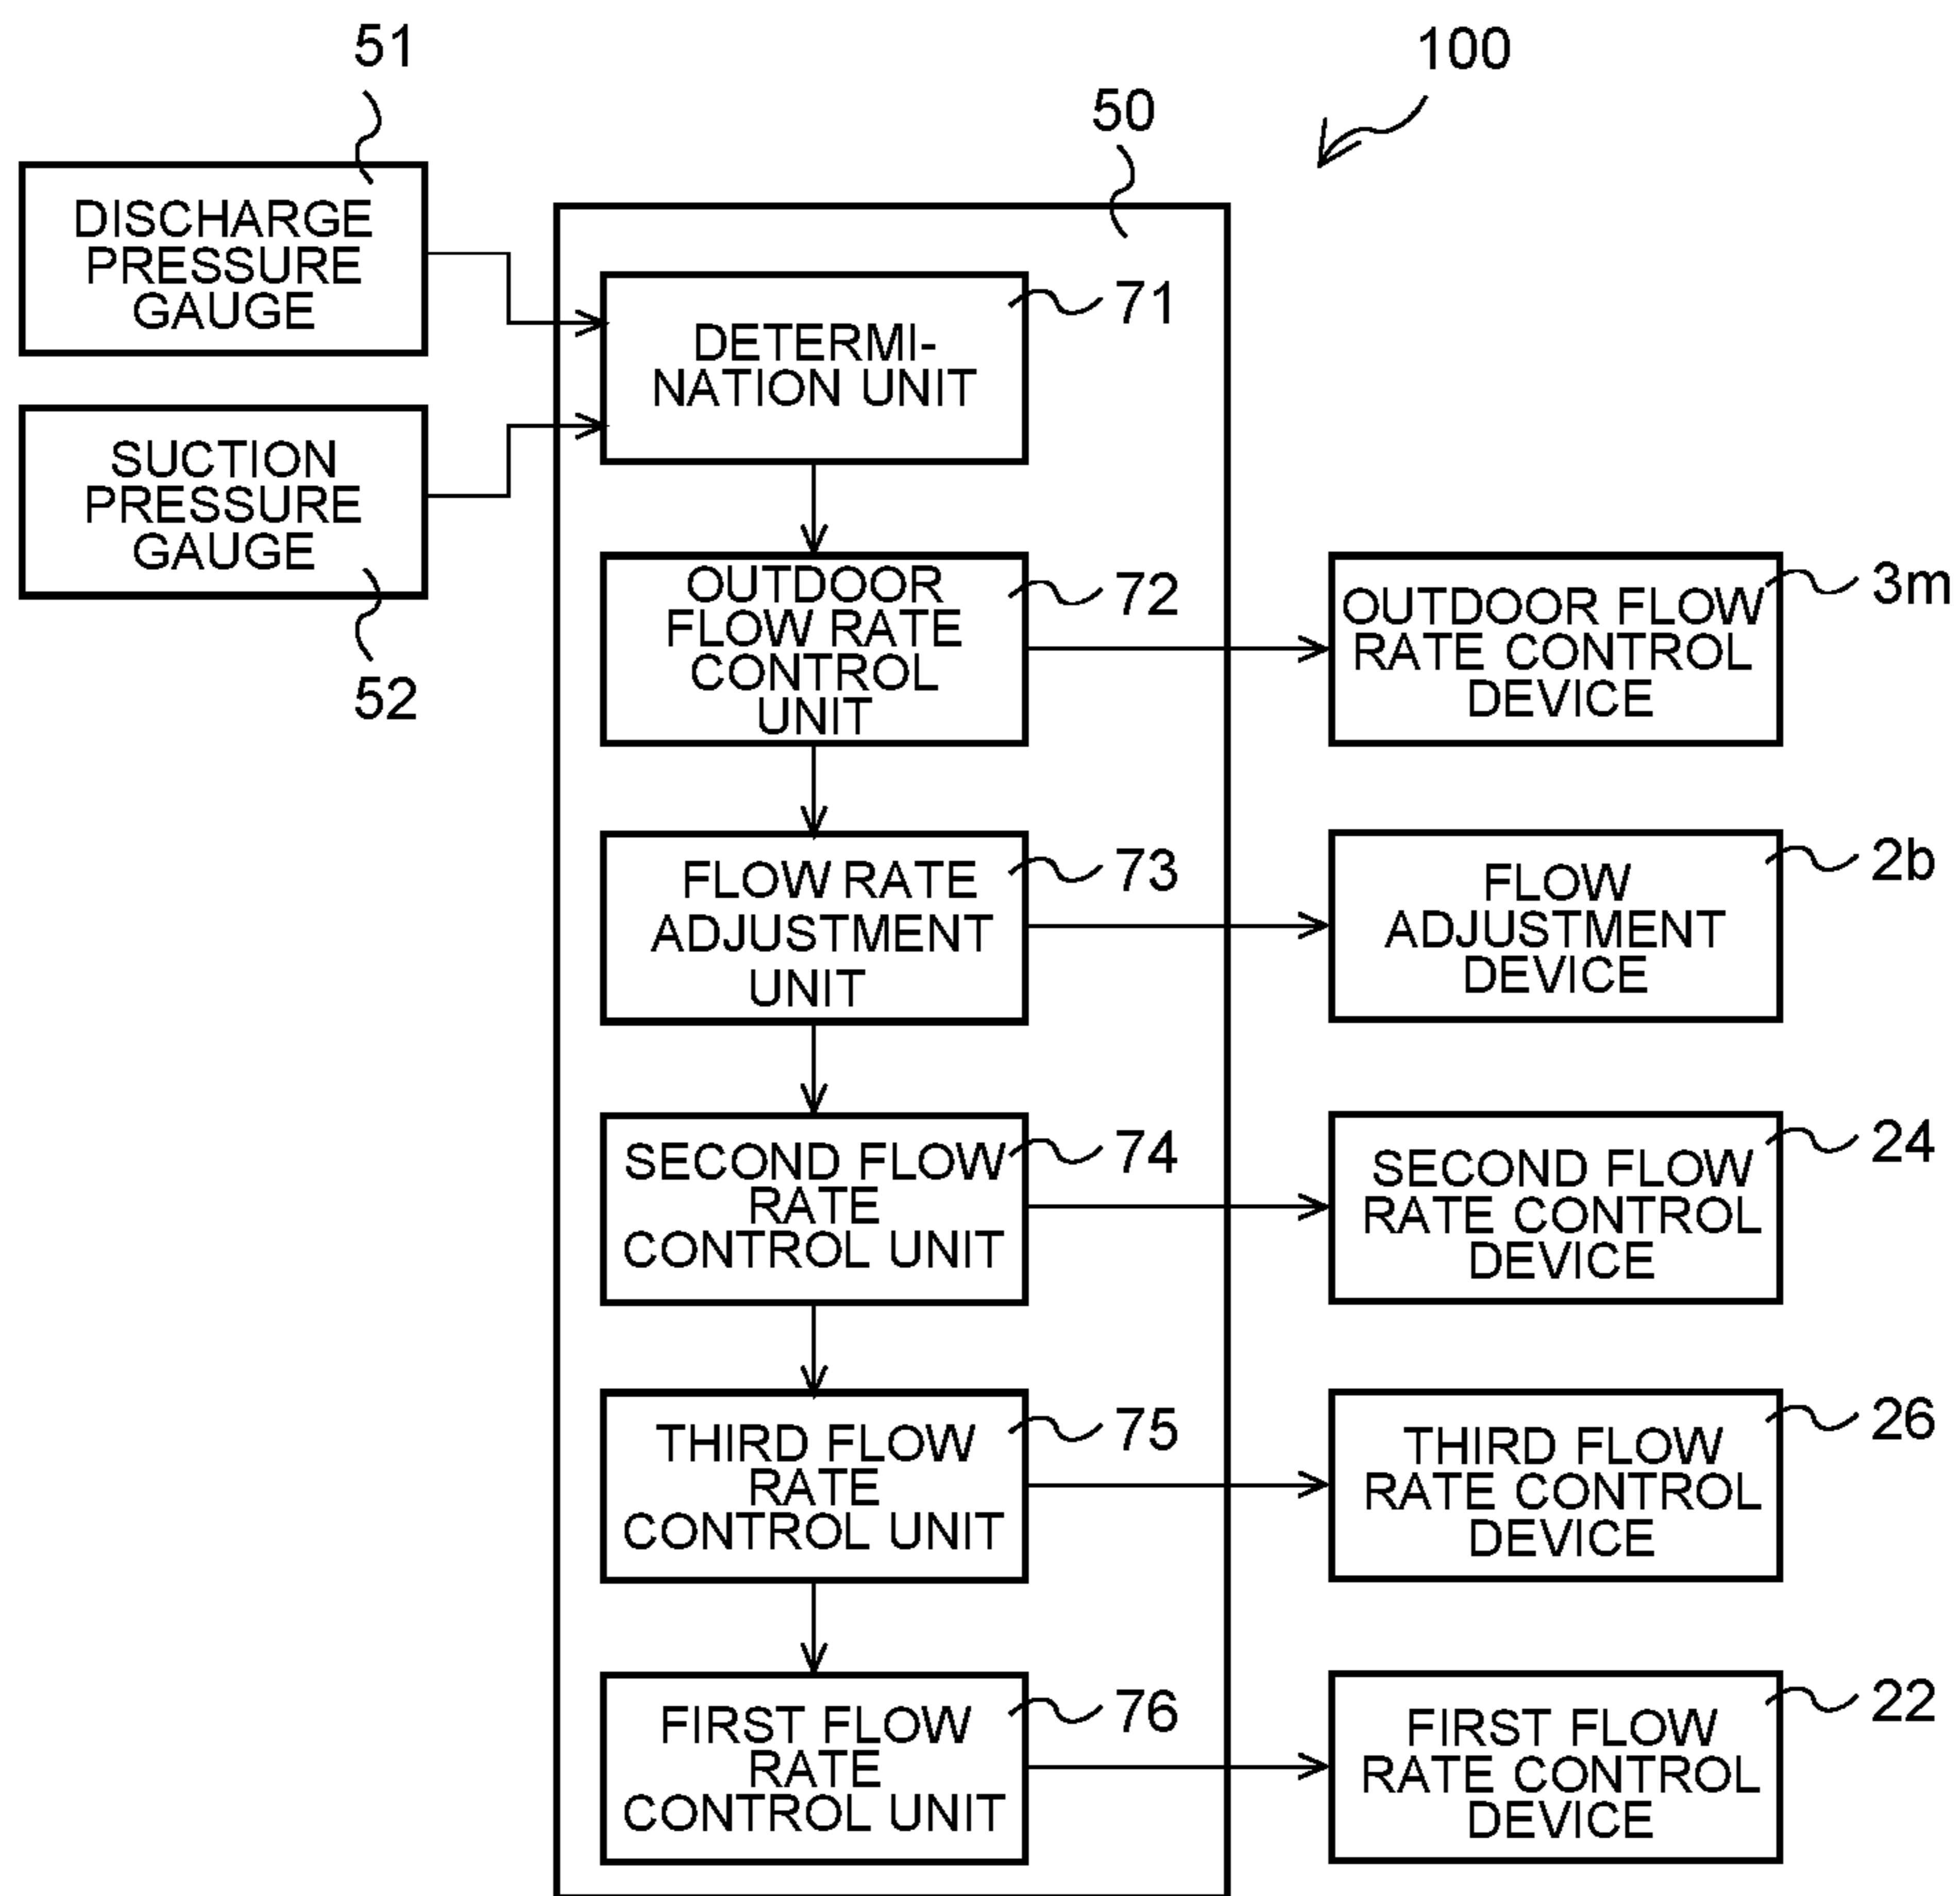 51
100
50
DISCHARGE
PRESSURE
GAUGE
71
DETERMI-
NATION UNIT
SUCTION
PRESSURE
GAUGE
52
OUTDOOR
FLOW RATE
CONTROL
UNIT
72
OUTDOOR FLOW
RATE CONTROL
DEVICE
3m
FLOW RATE
ADJUSTMENT
UNIT
73
FLOW
ADJUSTMENT
DEVICE
2b
SECOND FLOW
RATE
CONTROL UNIT
74
SECOND FLOW
RATE CONTROL
DEVICE
24
THIRD FLOW
RATE
CONTROL UNIT
75
THIRD FLOW
RATE CONTROL
DEVICE
26
FIRST FLOW
RATE
CONTROL UNIT
76
FIRST FLOW
RATE CONTROL
DEVICE
22